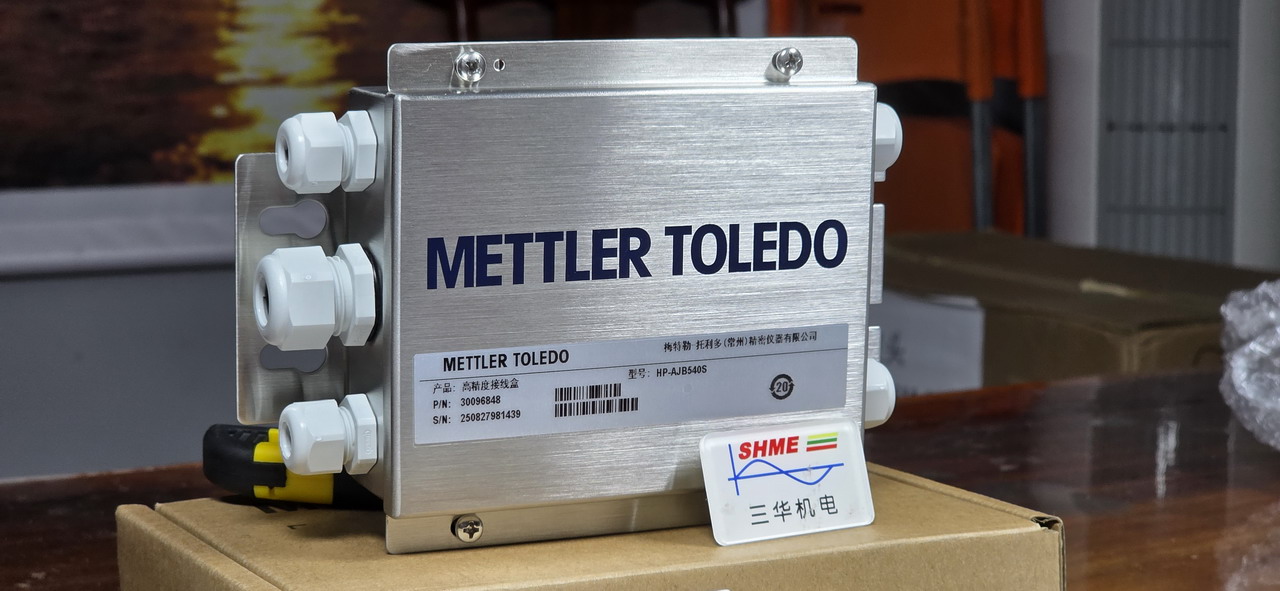 METTLER TOLEDO
METTLER TOLEDO
梅特勒-托利多(常州)精密仪器有限公司
产品: 高精度接线盒
型号: HP-AJB540S
P/N: 30096848
S/N: 250827981439
20
SHME
三华机电